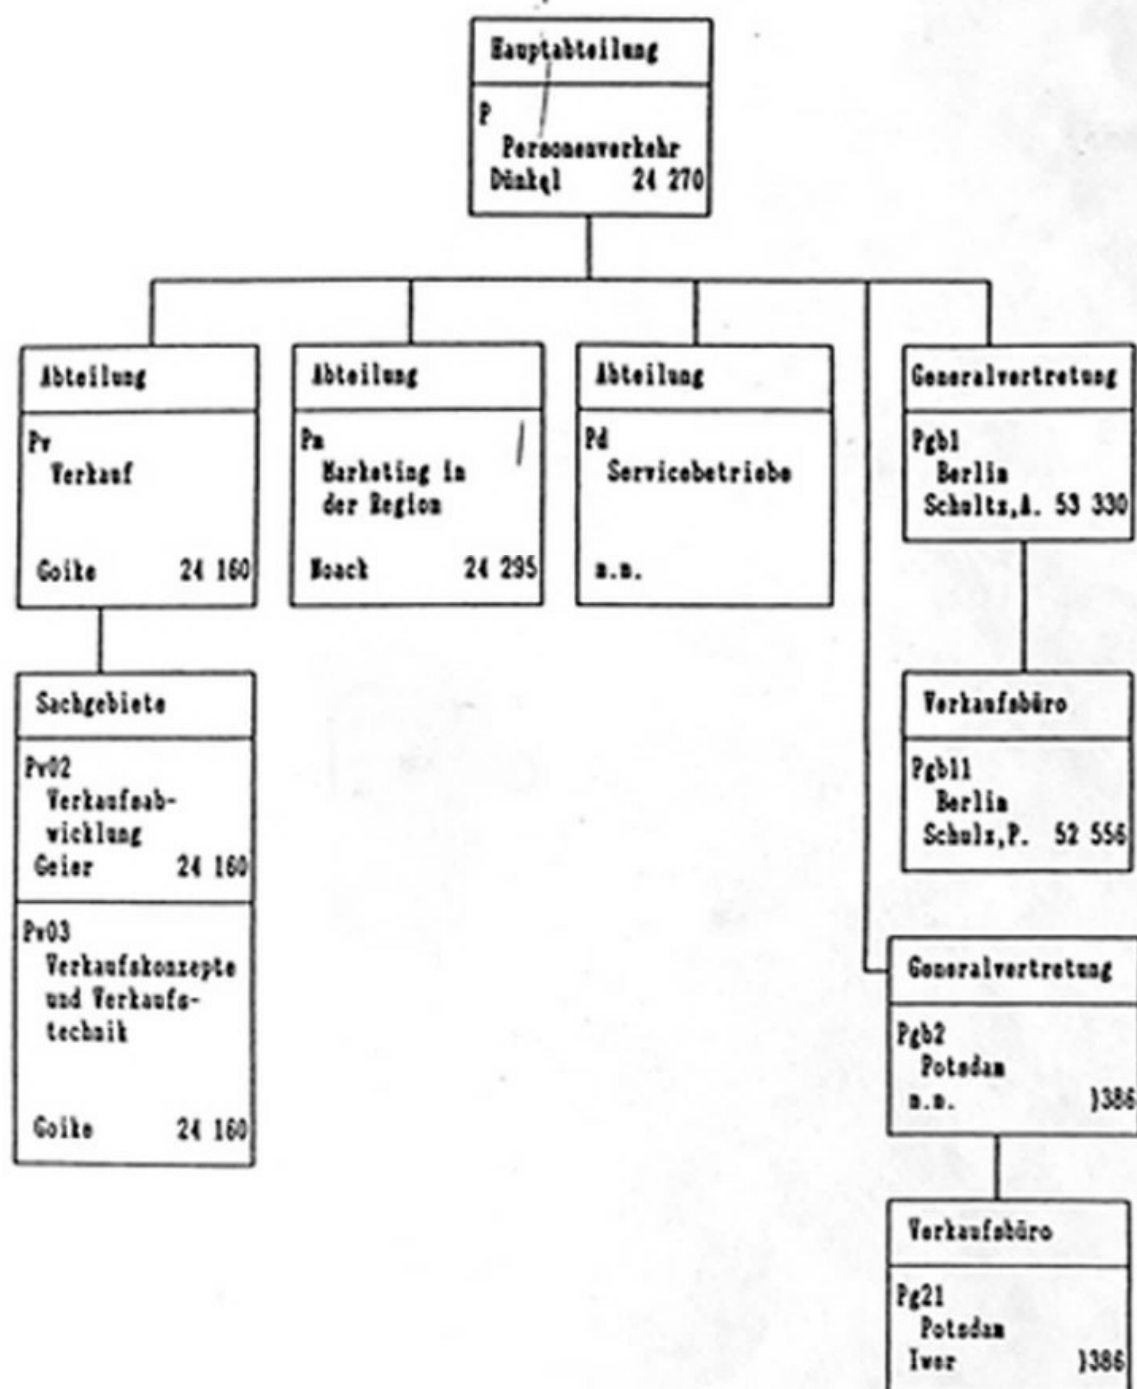 Hauptabteilung
P
Personenverkehr
Dünkel 24 270
Abteilung
Pv
Verkauf
Goike 24 160
Abteilung
Pm
Marketing in
der Region
Noack 24 295
Abteilung
Pd
Servicebetriebe
n.n.
Generalvertretung
Pgb1
Berlin
Schultz,A. 53 330
Sachgebiete
Pv02
Verkaufsab-
wicklung
Geier 24 160
Pv03
Verkaufskonzepte
und Verkaufs-
technik
Goike 24 160
Verkaufsbüro
Pgb11
Berlin
Schulz,P. 52 556
Generalvertretung
Pgb2
Potsdam
n.n. }386
Verkaufsbüro
Pg21
Potsdam
Iwer }386